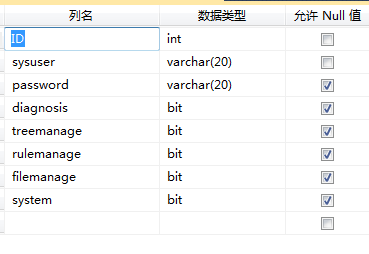 列名 数据类型 允许 Null 值
ID int
sysuser varchar(20)
password varchar(20)
diagnosis bit
treemanage bit
rulemanage bit
filemanage bit
system bit